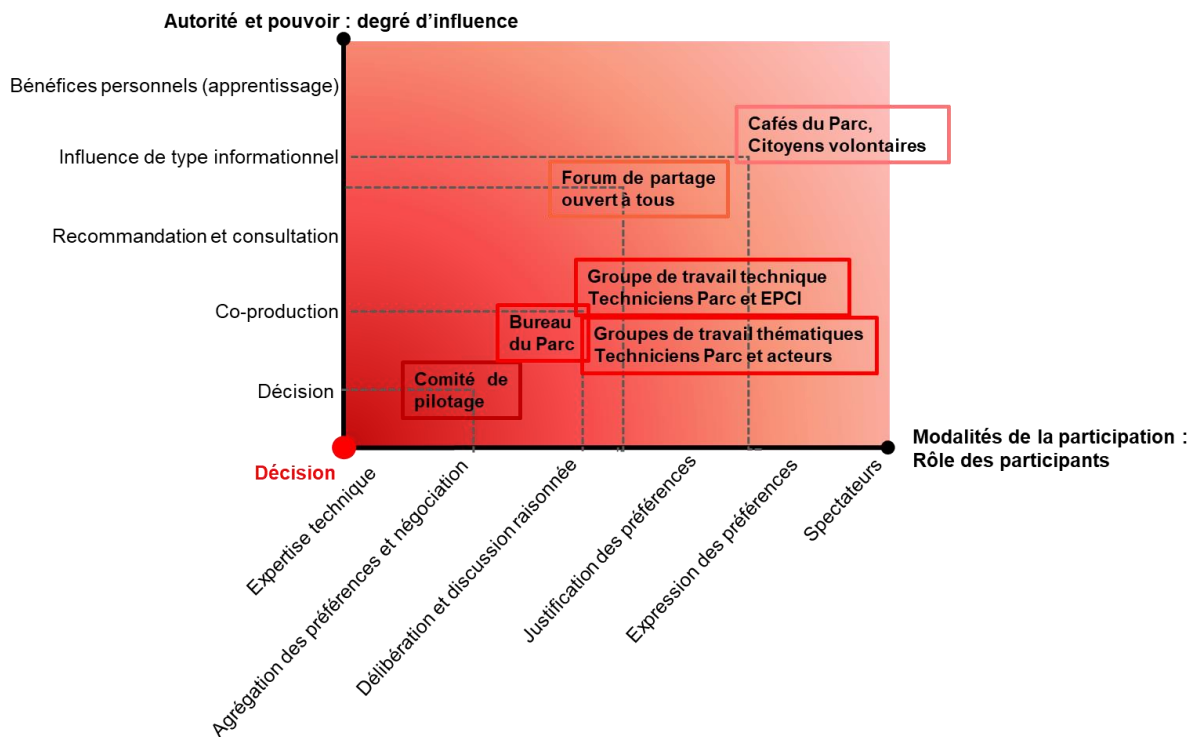 Autorité et pouvoir : degré d’influence
Bénéfices personnels (apprentissage)
Cafés du Parc,
Citoyens volontaires
Influence de type informationnel
Forum de partage
ouvert à tous
Recommandation et consultation
Groupe de travail technique
Techniciens Parc et EPCI
Co-production
Bureau
du Parc
Groupes de travail thématiques
Techniciens Parc et acteurs
Comité de
pilotage
Décision
Modalités de la participation :
Rôle des participants
Décision
Expertise technique
Agrégation des préférences et négociation
Délibération et discussion raisonnée
Justification des préférences
Expression des préférences
Spectateurs